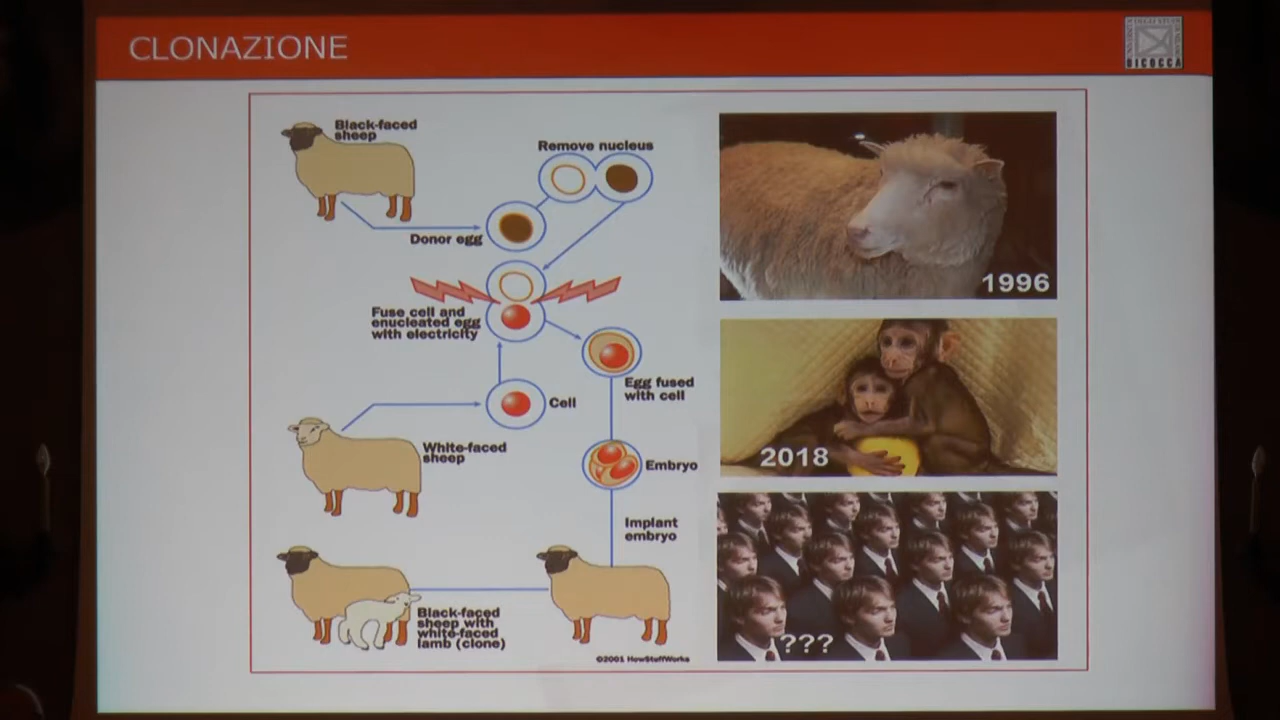 CLONAZIONE
BICOCCA
Black-faced
sheep
Remove nucleus
Donor egg
Fuse cell and
enucleated egg
with electricity
Cell
Egg fused
with cell
White-faced
sheep
Embryo
Implant
embryo
Black-faced
sheep with
white-faced
lamb (clone)
©2001 HowStuffWorks
1996
2018
???